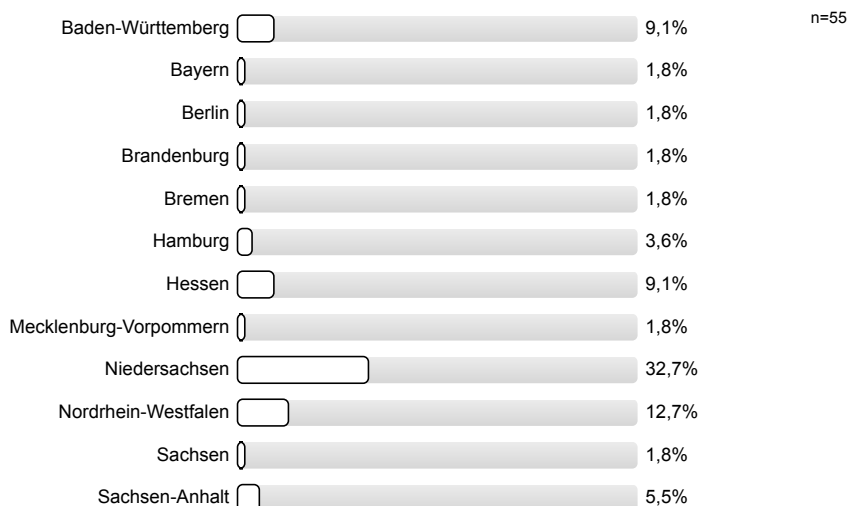 n=55
Baden-Württemberg 9,1%
Bayern 1,8%
Berlin 1,8%
Brandenburg 1,8%
Bremen 1,8%
Hamburg 3,6%
Hessen 9,1%
Mecklenburg-Vorpommern 1,8%
Niedersachsen 32,7%
Nordrhein-Westfalen 12,7%
Sachsen 1,8%
Sachsen-Anhalt 5,5%